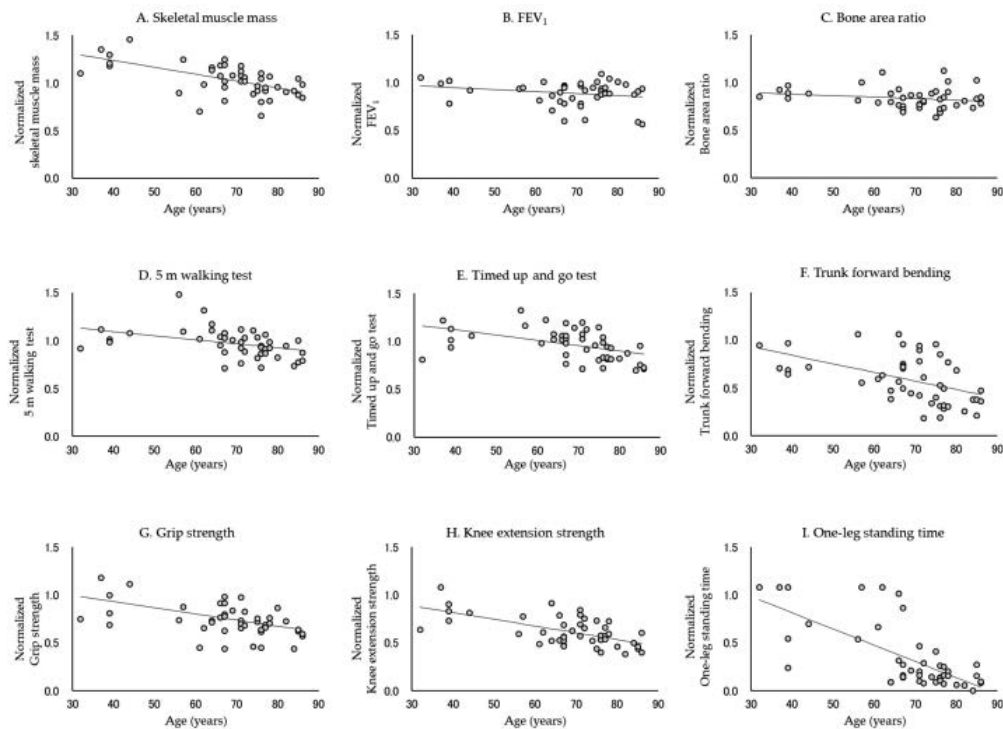 A. Skeletal muscle mass
Normalized
skeletal muscle mass
1.5
1.0
0.5
0.0
30 40 50 60 70 80 90
Age (years)
B. FEV1
Normalized
FEV1
1.5
1.0
0.5
0.0
30 40 50 60 70 80 90
Age (years)
C. Bone area ratio
Normalized
Bone area ratio
1.5
1.0
0.5
0.0
30 40 50 60 70 80 90
Age (years)
D. 5 m walking test
Normalized
5 m walking test
1.5
1.0
0.5
0.0
30 40 50 60 70 80 90
Age (years)
E. Timed up and go test
Normalized
Timed up and go test
1.5
1.0
0.5
0.0
30 40 50 60 70 80 90
Age (years)
F. Trunk forward bending
Normalized
Trunk forward bending
1.5
1.0
0.5
0.0
30 40 50 60 70 80 90
Age (years)
G. Grip strength
Normalized
Grip strength
1.5
1.0
0.5
0.0
30 40 50 60 70 80 90
Age (years)
H. Knee extension strength
Normalized
Knee extension strength
1.5
1.0
0.5
0.0
30 40 50 60 70 80 90
Age (years)
I. One-leg standing time
Normalized
One-leg standing time
1.5
1.0
0.5
0.0
30 40 50 60 70 80 90
Age (years)